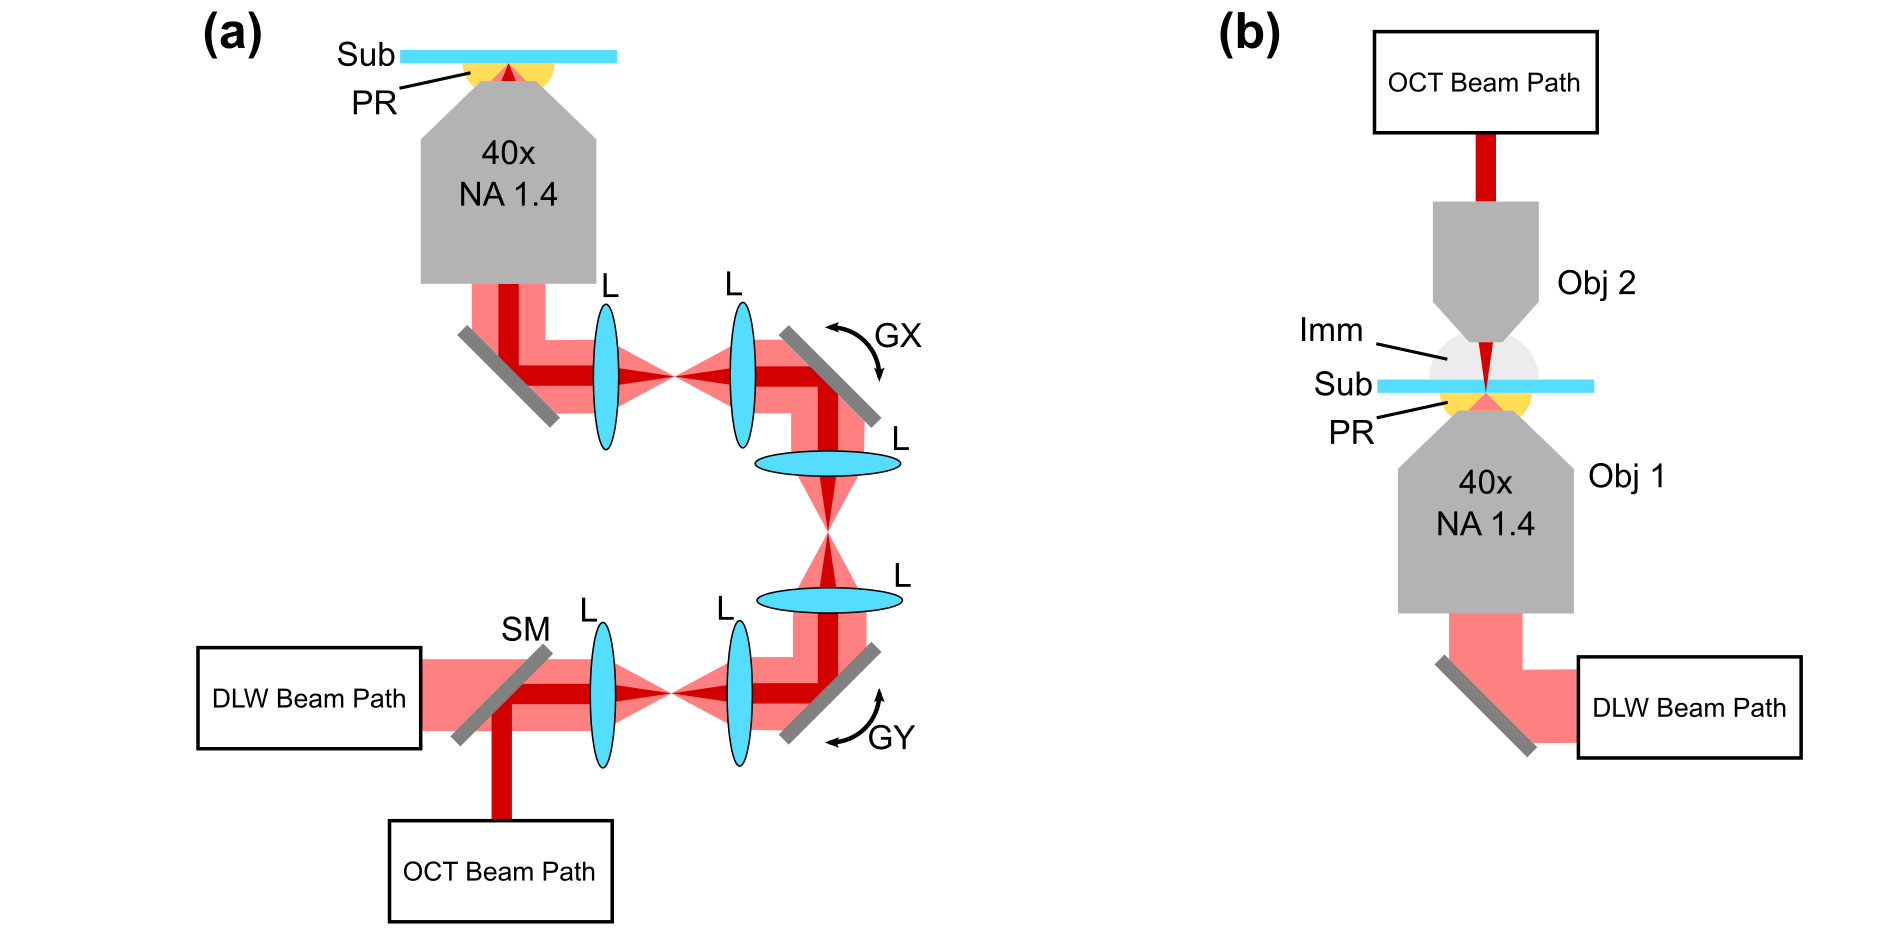 (a)
Sub
PR
40x
NA 1.4
L
L
GX
L
L
L
L
SM
GY
DLW Beam Path
OCT Beam Path
(b)
OCT Beam Path
Obj 2
Imm
Sub
PR
Obj 1
40x
NA 1.4
DLW Beam Path